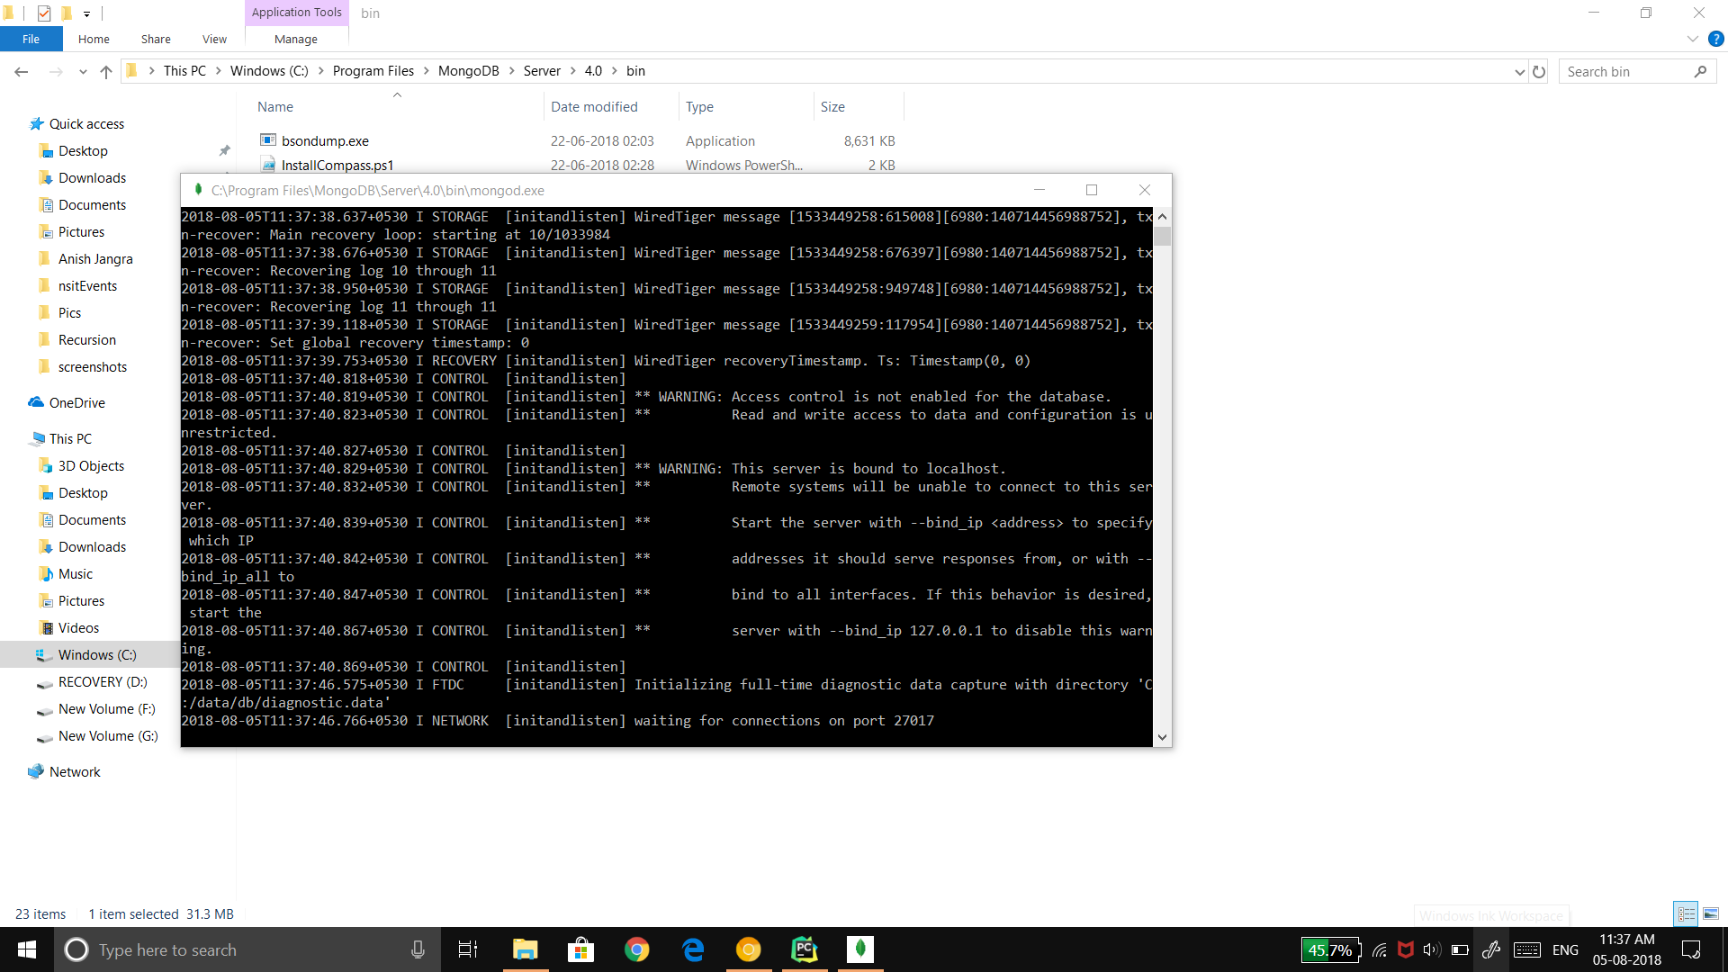 Application Tools
bin
File
Home
Share
View
Manage
This PC
Windows (C:)
Program Files
MongoDB
Server
4.0
bin
Search bin
Name
Date modified
Type
Size
bsondump.exe
22-06-2018 02:03
Application
8,631 KB
InstallCompass.ps1
22-06-2018 02:28
Windows PowerSh...
2 KB
Quick access
Desktop
Downloads
Documents
Pictures
Anish Jangra
nsitEvents
Pics
Recursion
screenshots
OneDrive
This PC
3D Objects
Desktop
Documents
Downloads
Music
Pictures
Videos
Windows (C:)
RECOVERY (D:)
New Volume (F:)
New Volume (G:)
Network
C:\Program Files\MongoDB\Server\4.0\bin\mongod.exe
2018-08-05T11:37:38.637+0530 I STORAGE  [initandlisten] WiredTiger message [1533449258:615008][6980:140714456988752], tx
n-recover: Main recovery loop: starting at 10/1033984
2018-08-05T11:37:38.676+0530 I STORAGE  [initandlisten] WiredTiger message [1533449258:676397][6980:140714456988752], tx
n-recover: Recovering log 10 through 11
2018-08-05T11:37:38.950+0530 I STORAGE  [initandlisten] WiredTiger message [1533449258:949748][6980:140714456988752], tx
n-recover: Recovering log 11 through 11
2018-08-05T11:37:39.118+0530 I STORAGE  [initandlisten] WiredTiger message [1533449259:117954][6980:140714456988752], tx
n-recover: Set global recovery timestamp: 0
2018-08-05T11:37:39.753+0530 I RECOVERY [initandlisten] WiredTiger recoveryTimestamp. Ts: Timestamp(0, 0)
2018-08-05T11:37:40.818+0530 I CONTROL  [initandlisten]
2018-08-05T11:37:40.819+0530 I CONTROL  [initandlisten] ** WARNING: Access control is not enabled for the database.
2018-08-05T11:37:40.823+0530 I CONTROL  [initandlisten] **          Read and write access to data and configuration is u
nrestricted.
2018-08-05T11:37:40.827+0530 I CONTROL  [initandlisten]
2018-08-05T11:37:40.829+0530 I CONTROL  [initandlisten] ** WARNING: This server is bound to localhost.
2018-08-05T11:37:40.832+0530 I CONTROL  [initandlisten] **          Remote systems will be unable to connect to this ser
ver.
2018-08-05T11:37:40.839+0530 I CONTROL  [initandlisten] **          Start the server with --bind_ip <address> to specify
 which IP
2018-08-05T11:37:40.842+0530 I CONTROL  [initandlisten] **          addresses it should serve responses from, or with --
bind_ip_all to
2018-08-05T11:37:40.847+0530 I CONTROL  [initandlisten] **          bind to all interfaces. If this behavior is desired,
 start the
2018-08-05T11:37:40.867+0530 I CONTROL  [initandlisten] **          server with --bind_ip 127.0.0.1 to disable this warn
ing.
2018-08-05T11:37:40.869+0530 I CONTROL  [initandlisten]
2018-08-05T11:37:46.575+0530 I FTDC     [initandlisten] Initializing full-time diagnostic data capture with directory 'C
:/data/db/diagnostic.data'
2018-08-05T11:37:46.766+0530 I NETWORK  [initandlisten] waiting for connections on port 27017
23 items
1 item selected 31.3 MB
Windows Ink Workspace
Type here to search
PC
45.7%
ENG
11:37 AM
05-08-2018